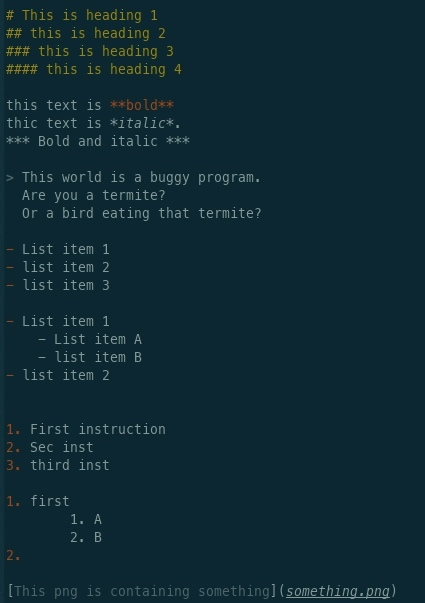 # This is heading 1
## this is heading 2
### this is heading 3
#### this is heading 4
this text is **bold**
thic text is *italic*.
*** Bold and italic ***
> This world is a buggy program.
Are you a termite?
Or a bird eating that termite?
- List item 1
- list item 2
- list item 3
- List item 1
- List item A
- list item B
- list item 2
1. First instruction
2. Sec inst
3. third inst
1. first
1. A
2. B
2.
[This png is containing something](something.png)